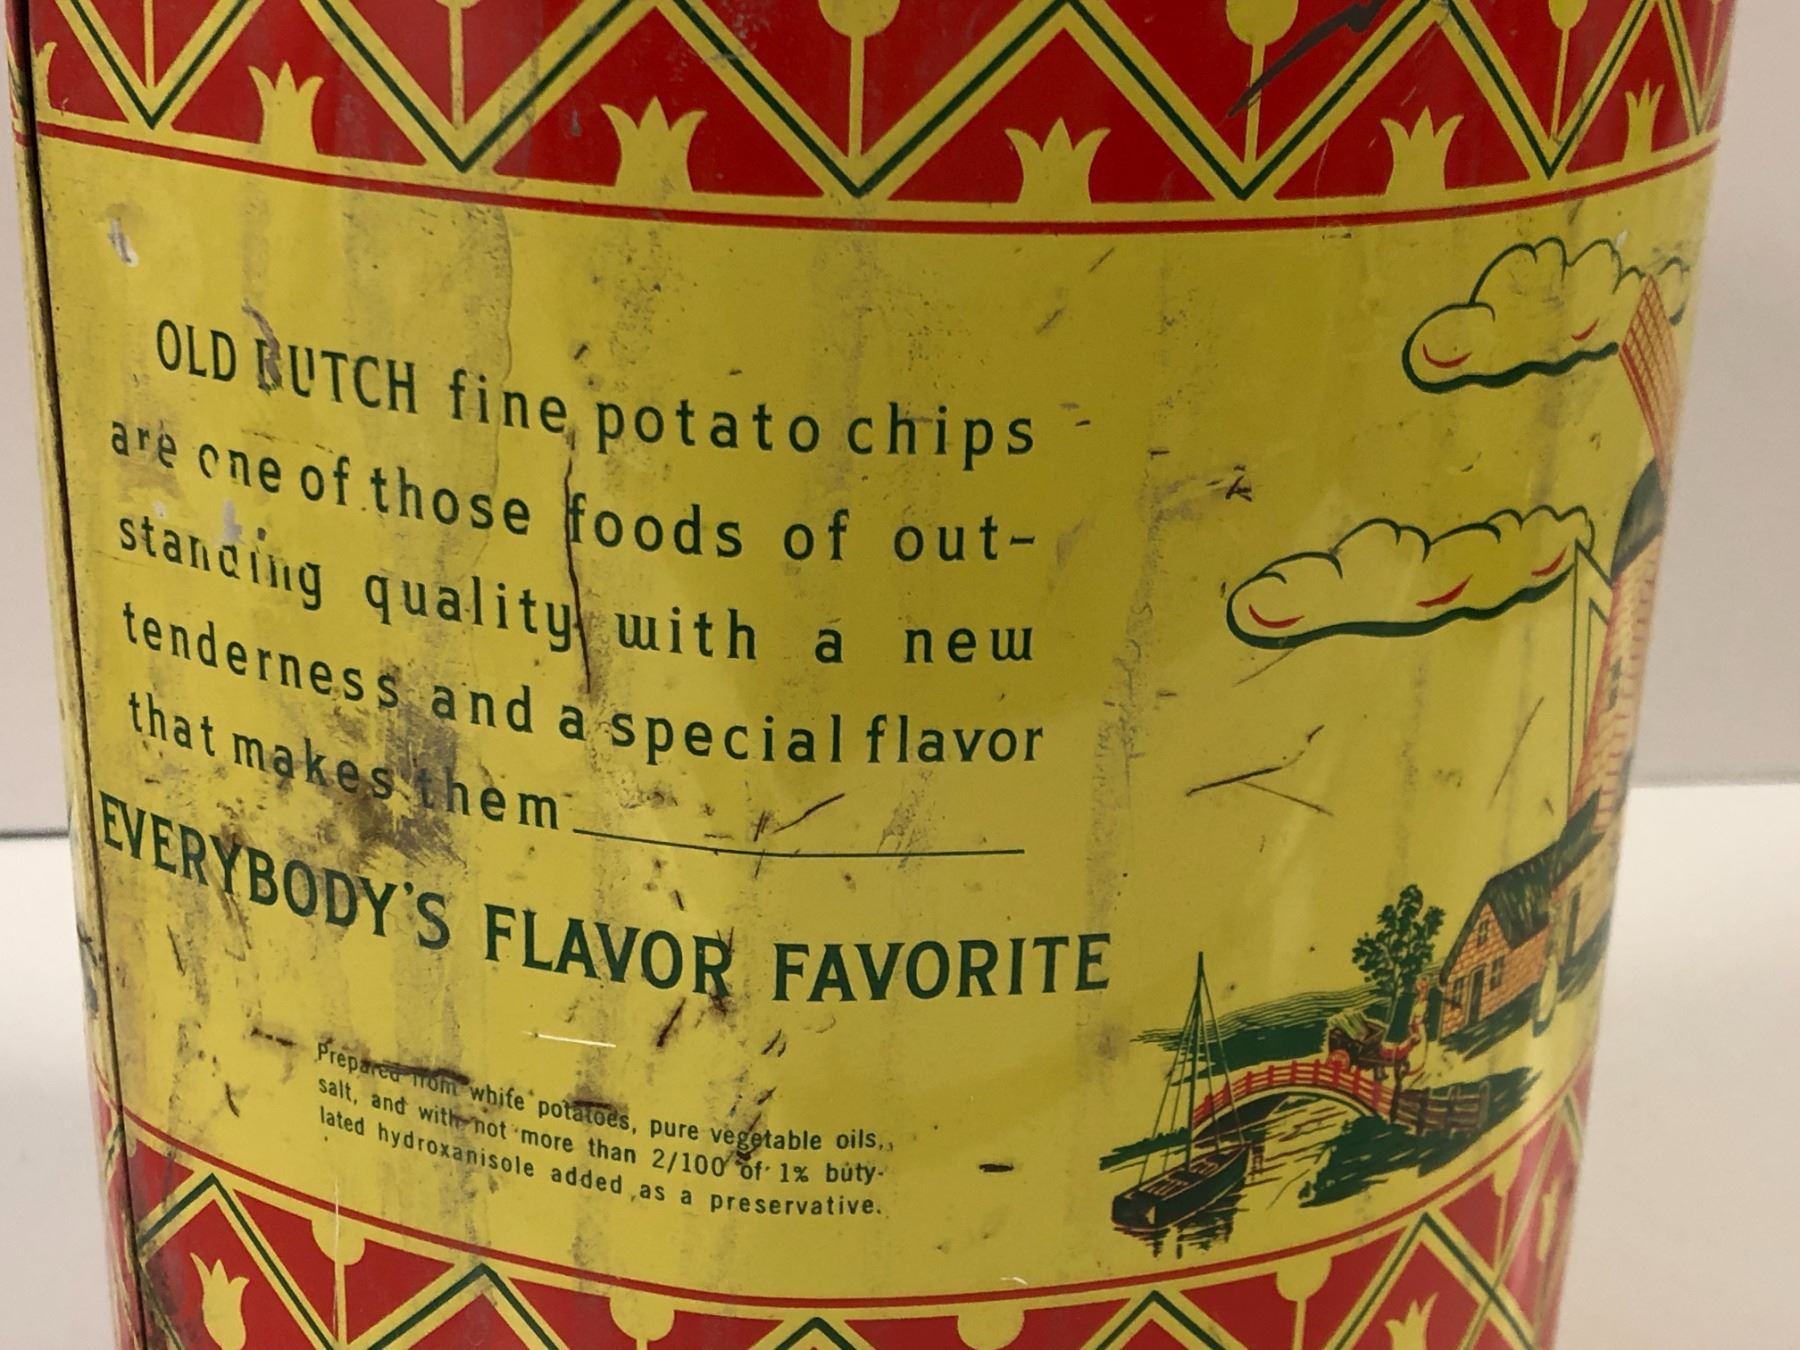 OLD DUTCH fine potato chips
are one of those foods of out-
standing quality with a new
tenderness and a special flavor
that makes them
EVERYBODY'S FLAVOR FAVORITE
Prepared from white potatoes, pure vegetable oils,
salt, and with not more than 2/100 of 1% buty-
lated hydroxanisole added as a preservative.